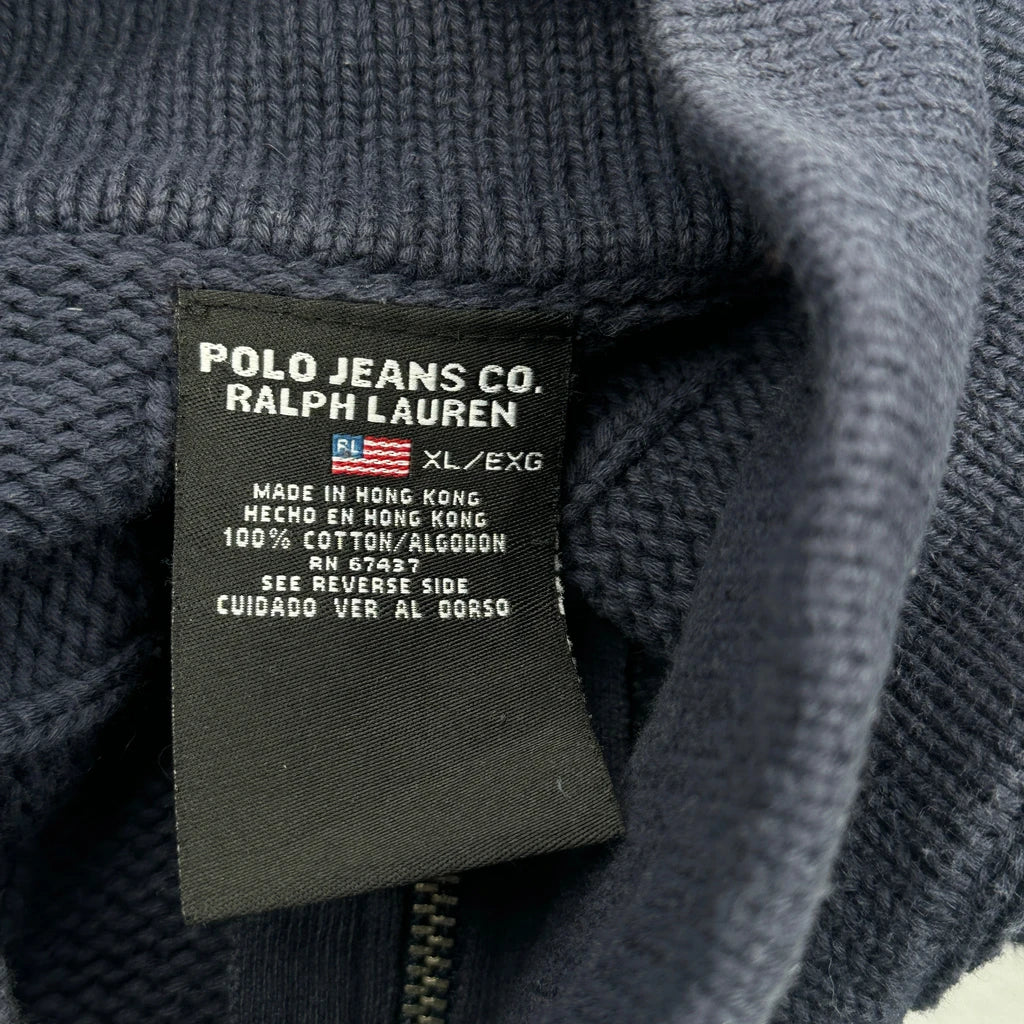 POLO JEANS CO.
RALPH LAUREN
RL XL/EXG
MADE IN HONG KONG
HECHO EN HONG KONG
100% COTTON/ALGODON
RN 67437
SEE REVERSE SIDE
CUIDADO VER AL DORSO